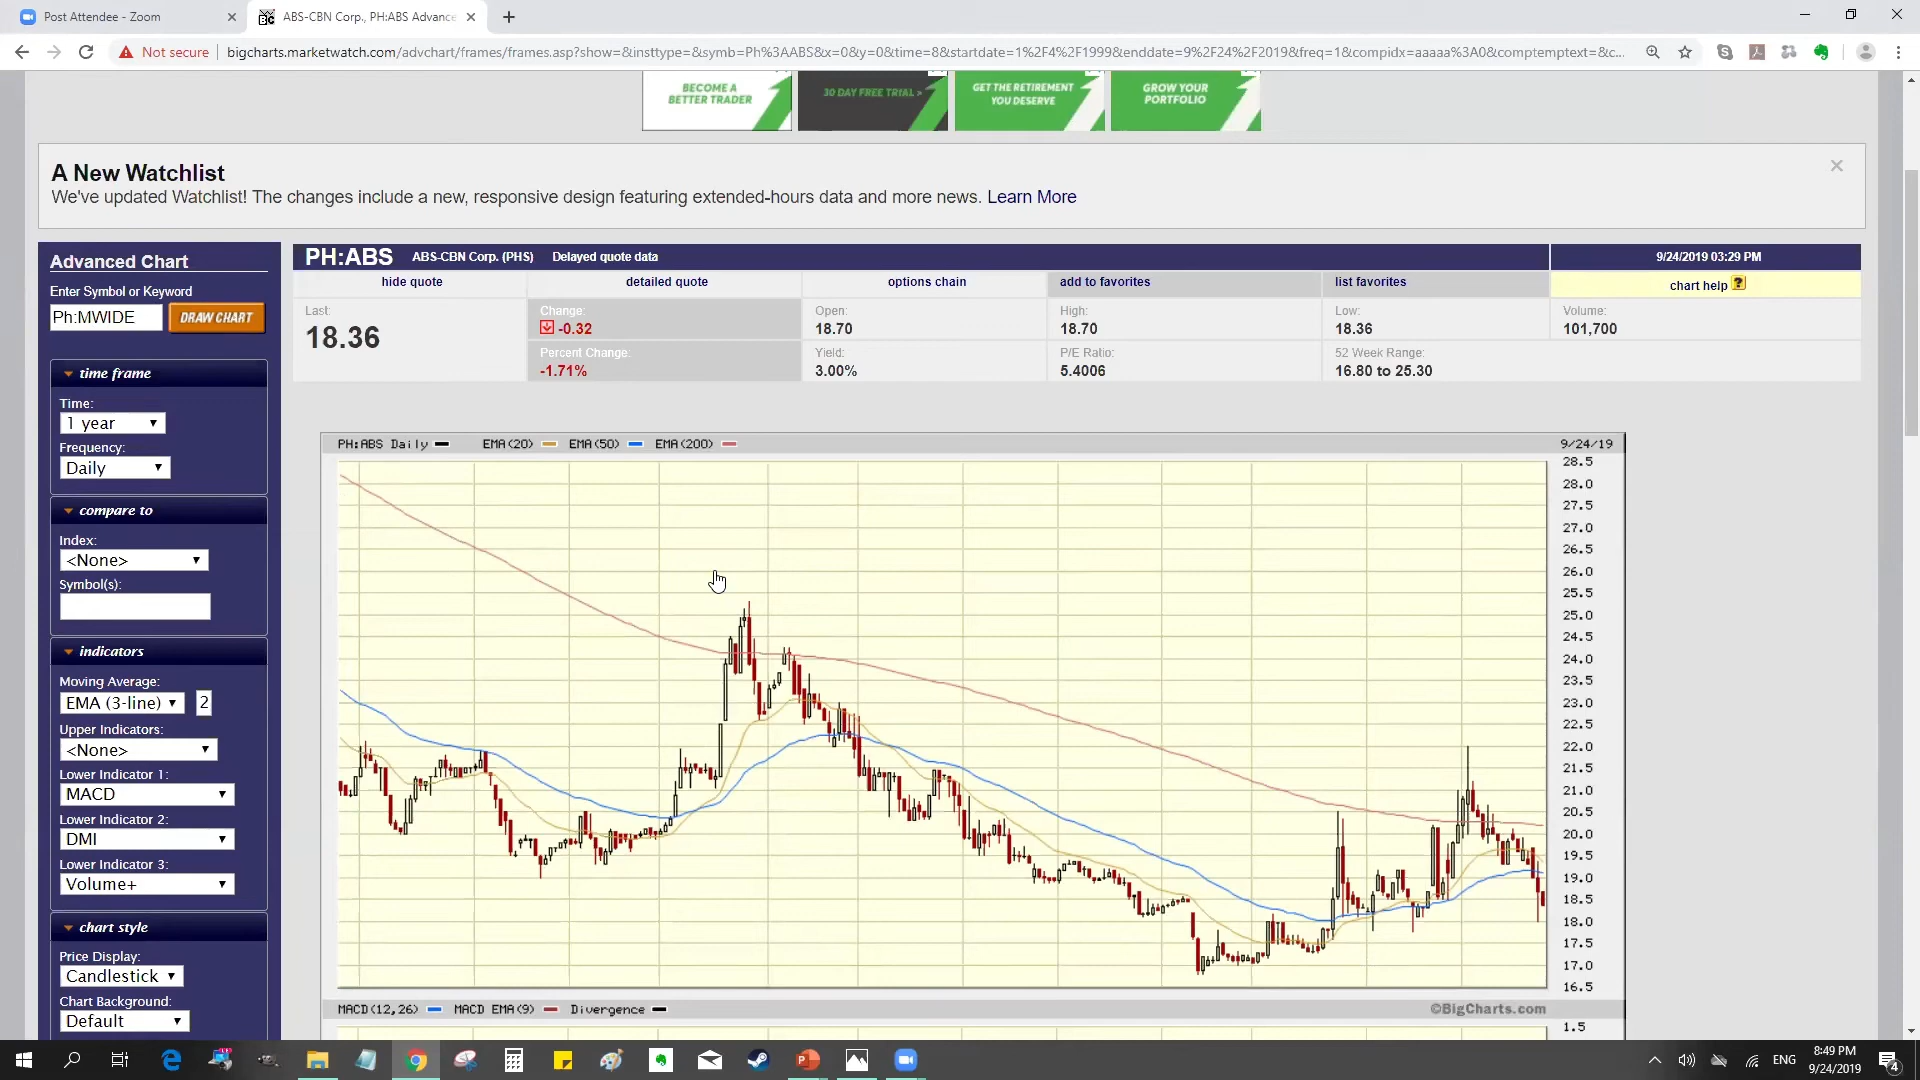 Post Attendee - Zoom
ABS-CBN Corp., PH:ABS Advance
Not secure
bigcharts.marketwatch.com/advchart/frames/frames.asp?show=&insttype=&symb=Ph%3AABS&x=0&y=0&time=8&startdate=1%2F4%2F1999&enddate=9%2F24%2F2019&freq=1&compidx=aaaaa%3A0&comptemptext=&c...
BECOME A
BETTER TRADER
30 DAY FREE TRIAL >
GET THE RETIREMENT
YOU DESERVE
GROW YOUR
PORTFOLIO
A New Watchlist
We've updated Watchlist! The changes include a new, responsive design featuring extended-hours data and more news. Learn More
Advanced Chart
Enter Symbol or Keyword
Ph:MWIDE
DRAW CHART
time frame
Time:
1 year
Frequency:
Daily
compare to
Index:
<None>
Symbol(s):
indicators
Moving Average:
EMA (3-line) 2
Upper Indicators:
<None>
Lower Indicator 1:
MACD
Lower Indicator 2:
DMI
Lower Indicator 3:
Volume+
chart style
Price Display:
Candlestick
Chart Background:
Default
PH:ABS ABS-CBN Corp. (PHS) Delayed quote data 9/24/2019 03:29 PM
hide quote detailed quote options chain add to favorites list favorites chart help ?
Last:
18.36
Change:
-0.32
Percent Change:
-1.71%
Open:
18.70
Yield:
3.00%
High:
18.70
P/E Ratio:
5.4006
Low:
18.36
52 Week Range:
16.80 to 25.30
Volume:
101,700
PH:ABS Daily EMA(20) EMA(50) EMA(200) 9/24/19
28.5
28.0
27.5
27.0
26.5
26.0
25.5
25.0
24.5
24.0
23.5
23.0
22.5
22.0
21.5
21.0
20.5
20.0
19.5
19.0
18.5
18.0
17.5
17.0
16.5
MACD(12,26) MACD EMA(9) Divergence ©BigCharts.com
1.5
ENG
8:49 PM
9/24/2019
4